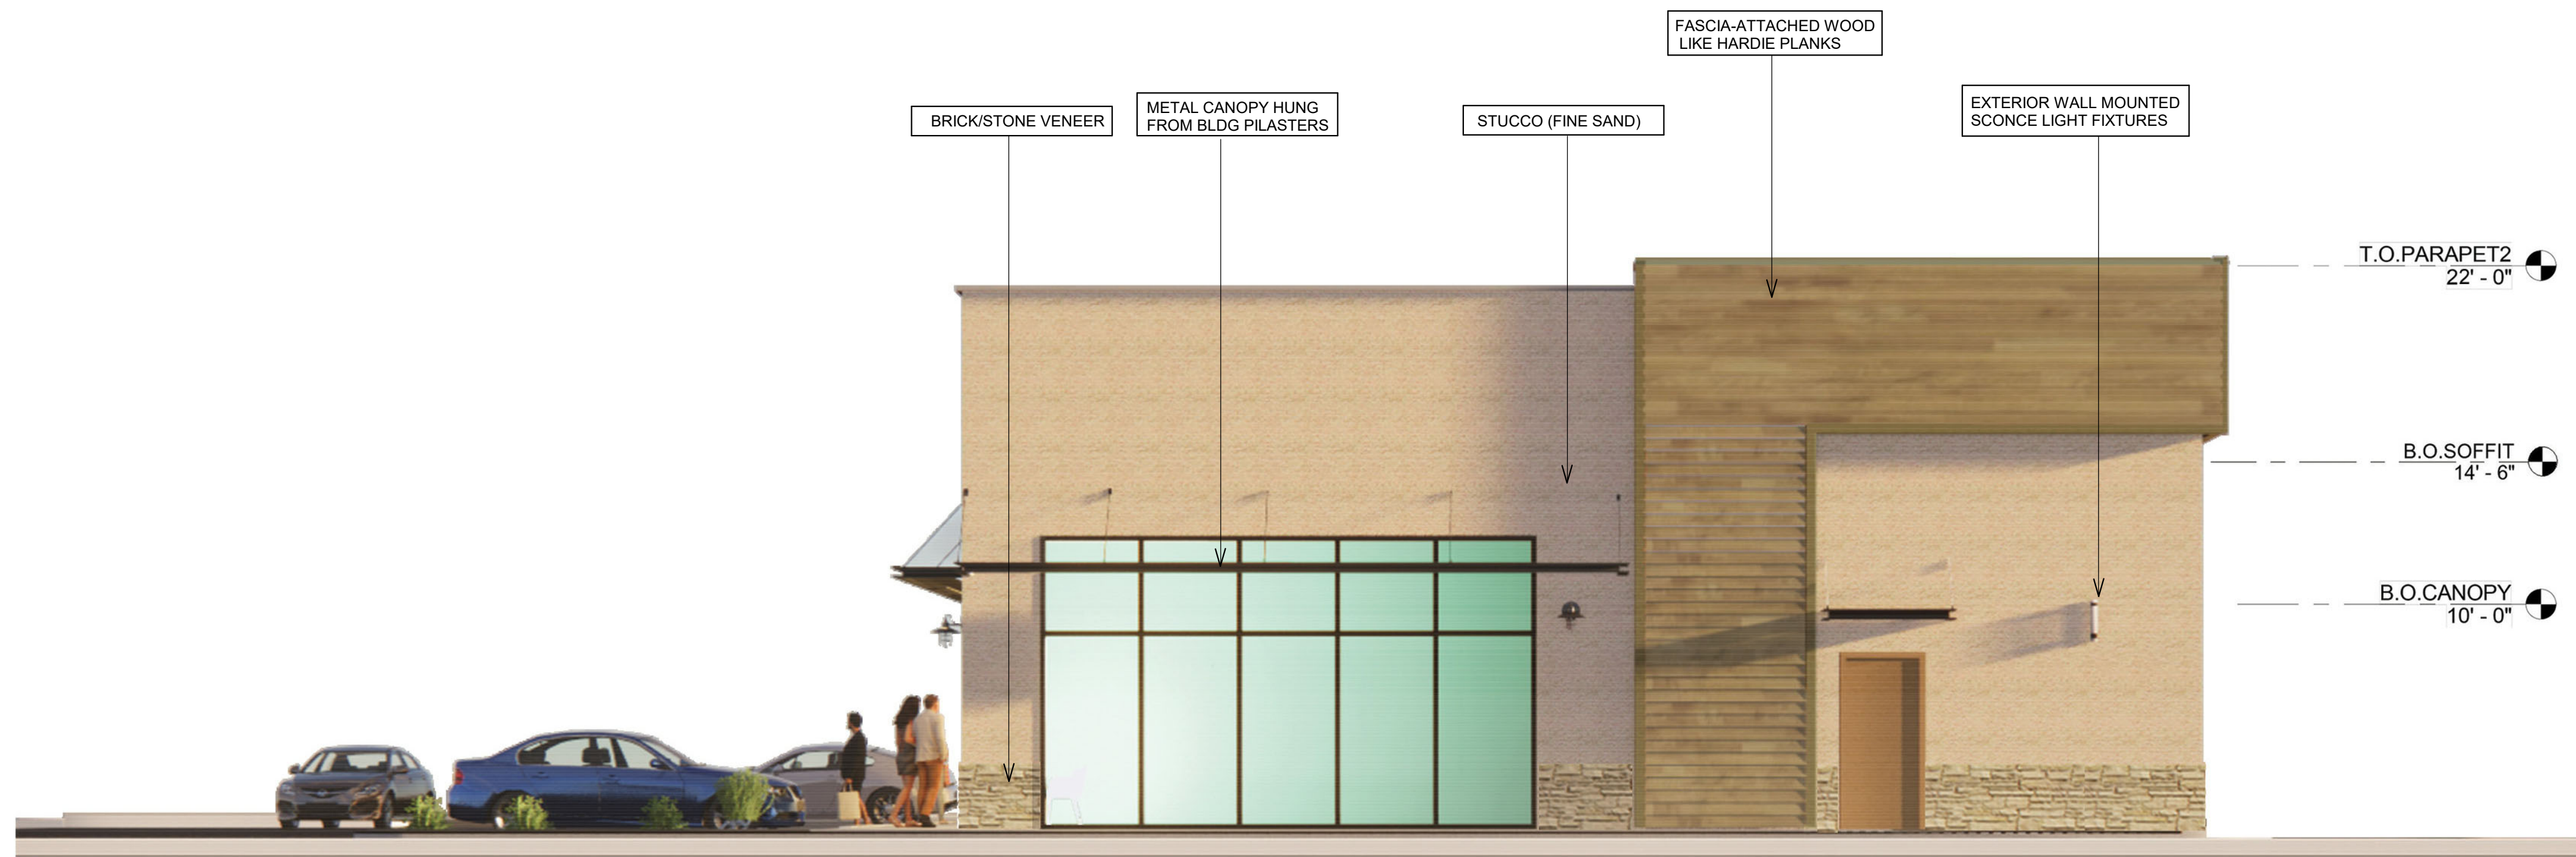 FASCIA-ATTACHED WOOD
LIKE HARDIE PLANKS
BRICK/STONE VENEER
METAL CANOPY HUNG
FROM BLDG PILASTERS
STUCCO (FINE SAND)
EXTERIOR WALL MOUNTED
SCONCE LIGHT FIXTURES
T.O.PARAPET2
22' - 0"
B.O.SOFFIT
14' - 6"
B.O.CANOPY
10' - 0"